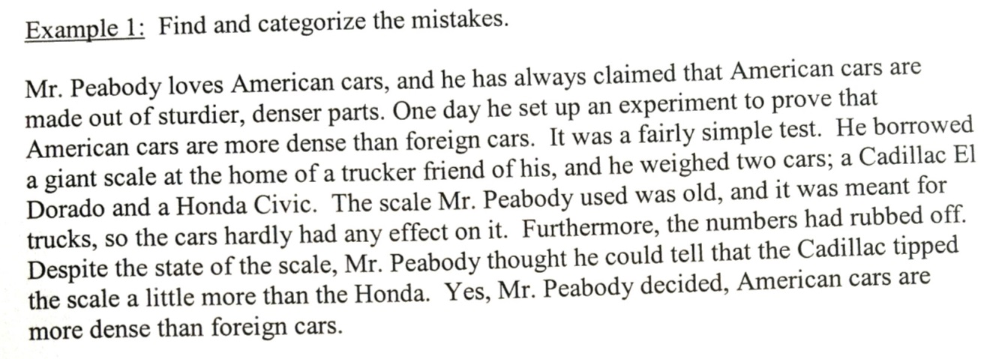 Example 1: Find and categorize the mistakes.
Mr. Peabody loves American cars, and he has always claimed that American cars are
made out of sturdier, denser parts. One day he set up an experiment to prove that
American cars are more dense than foreign cars. It was a fairly simple test. He borrowed
a giant scale at the home of a trucker friend of his, and he weighed two cars; a Cadillac El
Dorado and a Honda Civic. The scale Mr. Peabody used was old, and it was meant for
trucks, so the cars hardly had any effect on it. Furthermore, the numbers had rubbed off.
Despite the state of the scale, Mr. Peabody thought he could tell that the Cadillac tipped
the scale a little more than the Honda. Yes, Mr. Peabody decided, American cars are
more dense than foreign cars.